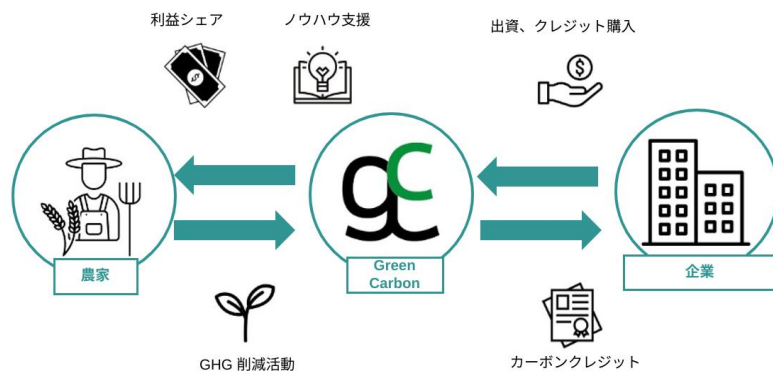 利益シェア
ノウハウ支援
出資、クレジット購入
gc
農家
Green
Carbon
企業
GHG 削減活動
カーボンクレジット